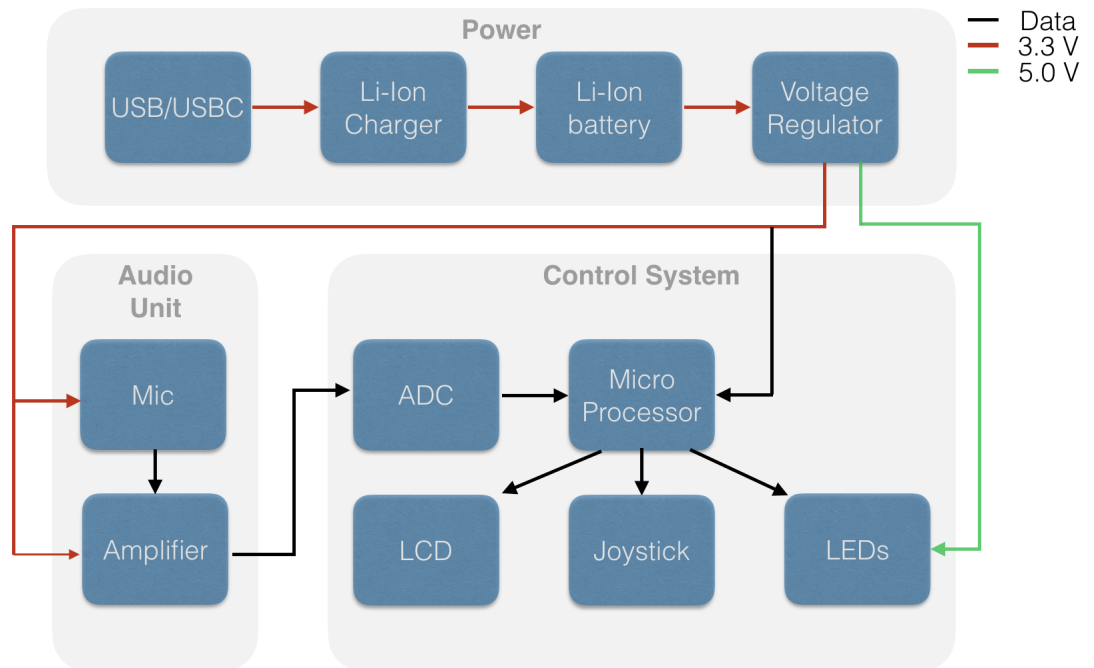 Power
Data
3.3 V
5.0 V
USB/USBC
Li-Ion
Charger
Li-Ion
battery
Voltage
Regulator
Audio
Unit
Control System
Mic
ADC
Micro
Processor
Amplifier
LCD
Joystick
LEDs